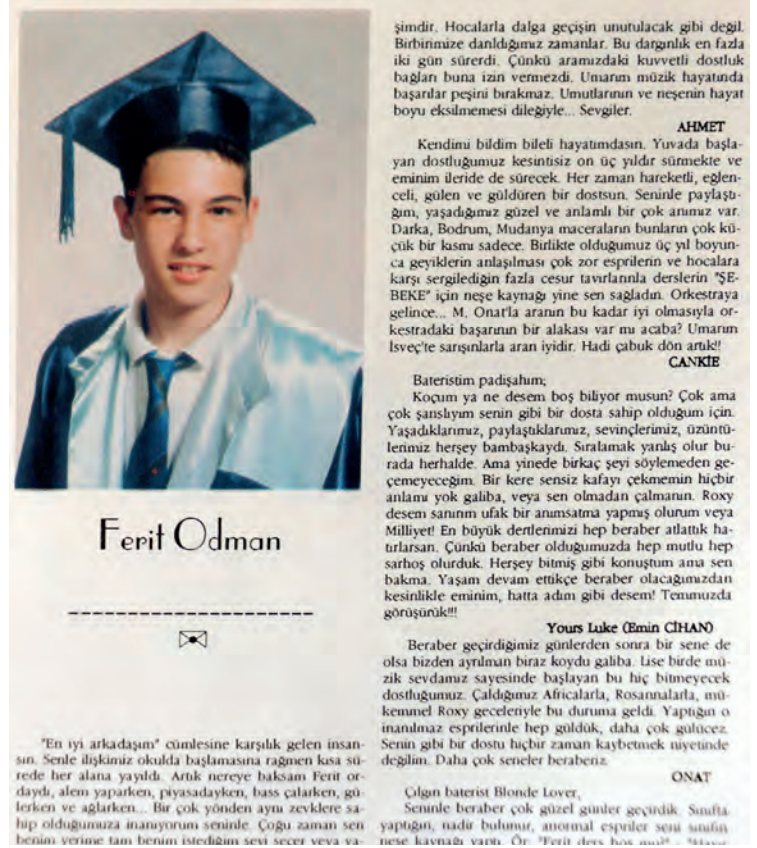 Ferit Odman
"En iyi arkadaşım" cümlesine karşılık gelen insan-
sın. Senle ilişkimiz okulda başlamasına rağmen kısa sü-
rede her alana yayıldı. Artık nereye baksam Ferit or-
daydı, alem yaparken, piyasadayken, bass çalarken, gü-
lerken ve ağlarken... Bir çok yönden aynı zevklere sa-
hip olduğumuza inanıyorum seninle. Çoğu zaman sen
benim yerime tam benim istediğim şeyi seçer veya ya-
şimdir. Hocalarla dalga geçişin unutulacak gibi değil.
Birbirimize darıldığımız zamanlar. Bu dargınlık en fazla
iki gün sürerdi. Çünkü aramızdaki kuvvetli dostluk
bağları buna izin vermezdi. Umarım müzik hayatında
başarılar peşini bırakmaz. Umutlarının ve neşenin hayat
boyu eksilmemesi dileğiyle... Sevgiler.
AHMET
Kendimi bildim bileli hayatımdasın. Yuvada başla-
yan dostluğumuz kesintisiz on üç yıldır sürmekte ve
eminim ileride de sürecek. Her zaman hareketli, eğlen-
celi, gülen ve güldüren bir dostsun. Seninle paylaştı-
ğım, yaşadığımız güzel ve anlamlı bir çok anımız var.
Darka, Bodrum, Mudanya maceraların bunların çok kü-
çük bir kısmı sadece. Birlikte olduğumuz üç yıl boyun-
ca geyiklerin anlaşılması çok zor esprilerin ve hocalara
karşı sergilediğin fazla cesur tavırlarınla derslerin "ŞE-
BEKE" için neşe kaynağı yine sen sağladın. Orkestraya
gelince... M. Onat'la aranın bu kadar iyi olmasıyla or-
kestradaki başarının bir alakası var mı acaba? Umarım
İsveç'te sarışınlarla aran iyidir. Hadi çabuk dön artık!!
CANKİE
Bateristim padişahım;
Koçum ya ne desem boş biliyor musun? Çok ama
çok şanslıyım senin gibi bir dosta sahip olduğum için.
Yaşadıklarımız, paylaştıklarımız, sevinçlerimiz, üzüntü-
lerimiz herşey bambaşkaydı. Sıralamak yanlış olur bu-
rada herhalde. Ama yinede birkaç şeyi söylemeden ge-
çemeyeceğim. Bir kere sensiz kafayı çekmemin hiçbir
anlamı yok galiba, veya sen olmadan çalmanın. Roxy
desem sanırım ufak bir anımsatma yapmış olurum veya
Milliyet! En büyük dertlerimizi hep beraber atlattık ha-
tırlarsan. Çünkü beraber olduğumuzda hep mutlu hep
sarhoş olurduk. Herşey bitmiş gibi konuştum ama sen
bakma. Yaşam devam ettikçe beraber olacağımızdan
kesinlikle eminim, hatta adım gibi desem! Temmuzda
görüşürük!!!
Yours Luke (Emin CİHAN)
Beraber geçirdiğimiz günlerden sonra bir sene de
olsa bizden ayrılman biraz koydu galiba. Lise birde mü-
zik sevdamız sayesinde başlayan bu hiç bitmeyecek
dostluğumuz. Çaldığımız Africalarla, Rosannalarla, mü-
kemmel Roxy geceleriyle bu duruma geldi. Yaptığın o
inanılmaz esprilerinle hep güldük, daha çok gülücez.
Senin gibi bir dostu hiçbir zaman kaybetmek niyetinde
değilim. Daha çok seneler beraberiz.
ONAT
Çılgın baterist Blonde Lover,
Seninle beraber çok güzel günler geçirdik. Sınıfta
yaptığın, nadir bulunur, anormal espriler seni sınıfın
neşe kaynağı yaptı. Ör. "Ferit ders boş mu?" - "Hayır